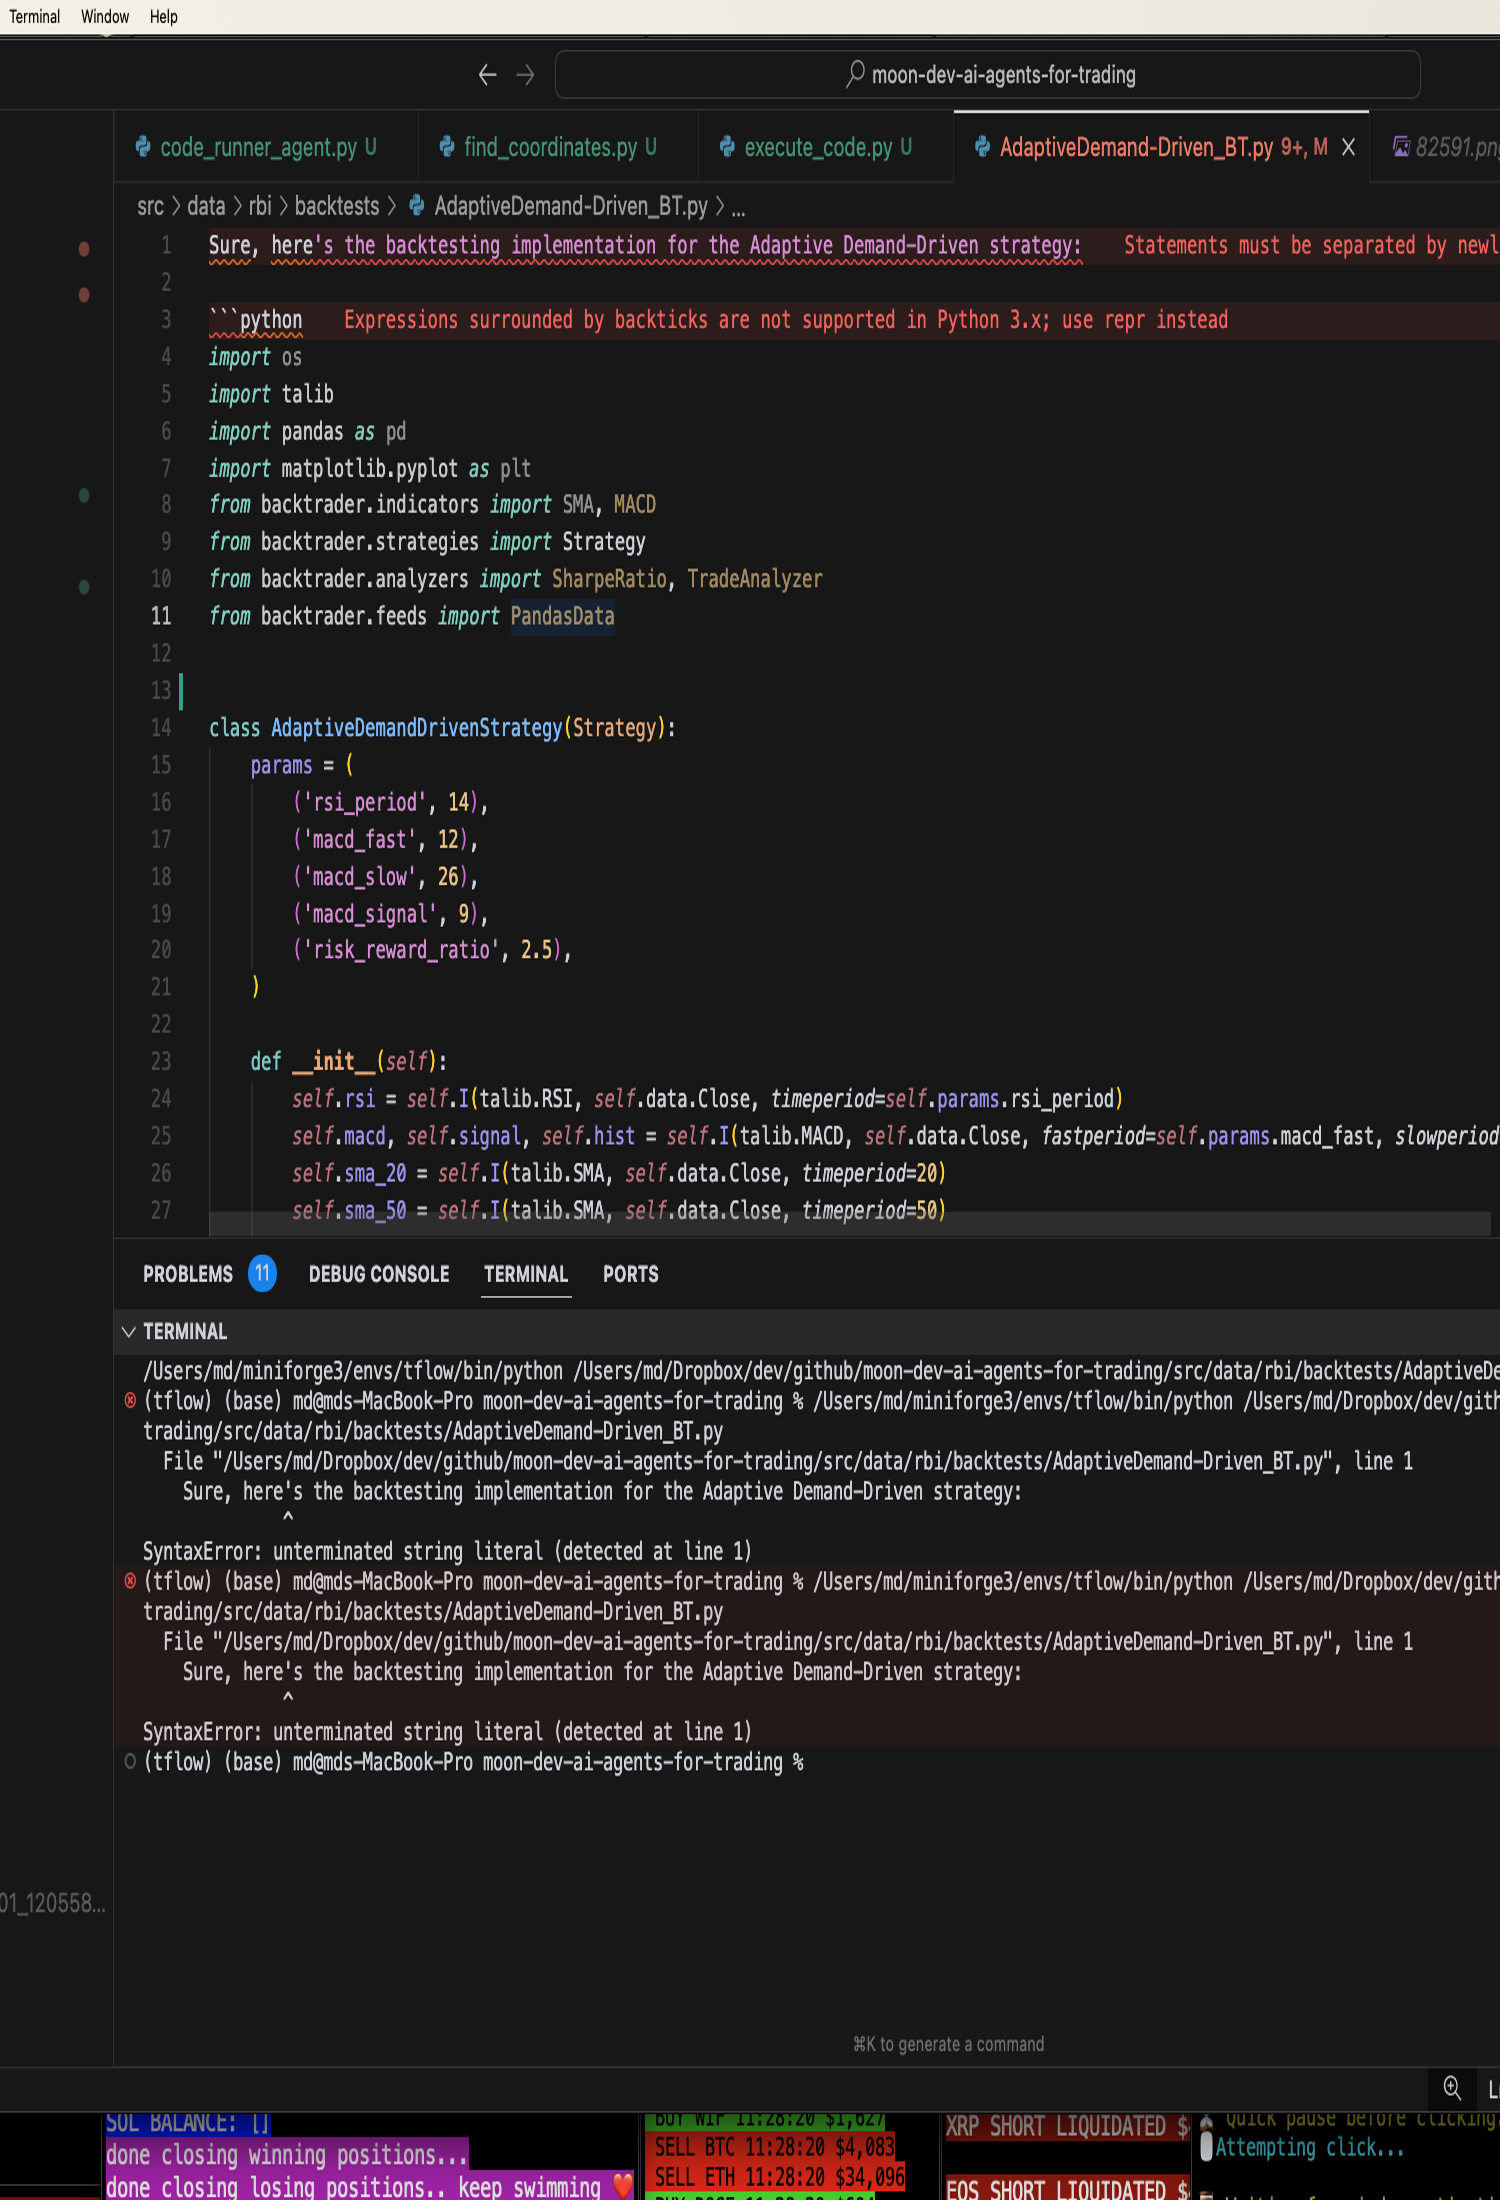 Terminal Window Help
moon-dev-ai-agents-for-trading
code_runner_agent.py U
find_coordinates.py U
execute_code.py U
AdaptiveDemand-Driven_BT.py 9+, M
82591.png
src > data > rbi > backtests > AdaptiveDemand-Driven_BT.py > ...
1 Sure, here's the backtesting implementation for the Adaptive Demand-Driven strategy: Statements must be separated by newl
2
3 ```python Expressions surrounded by backticks are not supported in Python 3.x; use repr instead
4 import os
5 import talib
6 import pandas as pd
7 import matplotlib.pyplot as plt
8 from backtrader.indicators import SMA, MACD
9 from backtrader.strategies import Strategy
10 from backtrader.analyzers import SharpeRatio, TradeAnalyzer
11 from backtrader.feeds import PandasData
12
13
14 class AdaptiveDemandDrivenStrategy(Strategy):
15 params = (
16 ('rsi_period', 14),
17 ('macd_fast', 12),
18 ('macd_slow', 26),
19 ('macd_signal', 9),
20 ('risk_reward_ratio', 2.5),
21 )
22
23 def __init__(self):
24 self.rsi = self.I(talib.RSI, self.data.Close, timeperiod=self.params.rsi_period)
25 self.macd, self.signal, self.hist = self.I(talib.MACD, self.data.Close, fastperiod=self.params.macd_fast, slowperiod
26 self.sma_20 = self.I(talib.SMA, self.data.Close, timeperiod=20)
27 self.sma_50 = self.I(talib.SMA, self.data.Close, timeperiod=50)
PROBLEMS 11 DEBUG CONSOLE TERMINAL PORTS
TERMINAL
/Users/md/miniforge3/envs/tflow/bin/python /Users/md/Dropbox/dev/github/moon-dev-ai-agents-for-trading/src/data/rbi/backtests/AdaptiveDe
(tflow) (base) md@mds-MacBook-Pro moon-dev-ai-agents-for-trading % /Users/md/miniforge3/envs/tflow/bin/python /Users/md/Dropbox/dev/gith
trading/src/data/rbi/backtests/AdaptiveDemand-Driven_BT.py
File "/Users/md/Dropbox/dev/github/moon-dev-ai-agents-for-trading/src/data/rbi/backtests/AdaptiveDemand-Driven_BT.py", line 1
Sure, here's the backtesting implementation for the Adaptive Demand-Driven strategy:
^
SyntaxError: unterminated string literal (detected at line 1)
(tflow) (base) md@mds-MacBook-Pro moon-dev-ai-agents-for-trading % /Users/md/miniforge3/envs/tflow/bin/python /Users/md/Dropbox/dev/gith
trading/src/data/rbi/backtests/AdaptiveDemand-Driven_BT.py
File "/Users/md/Dropbox/dev/github/moon-dev-ai-agents-for-trading/src/data/rbi/backtests/AdaptiveDemand-Driven_BT.py", line 1
Sure, here's the backtesting implementation for the Adaptive Demand-Driven strategy:
^
SyntaxError: unterminated string literal (detected at line 1)
(tflow) (base) md@mds-MacBook-Pro moon-dev-ai-agents-for-trading %
01_120558...
⌘K to generate a command
SOL BALANCE: []
done closing winning positions...
done closing losing positions.. keep swimming ❤️
BUY WIF 11:28:20 $1,627
SELL BTC 11:28:20 $4,083
SELL ETH 11:28:20 $34,096
XRP SHORT LIQUIDATED $
EOS SHORT LIQUIDATED $
Quick pause before clicking.
Attempting click...